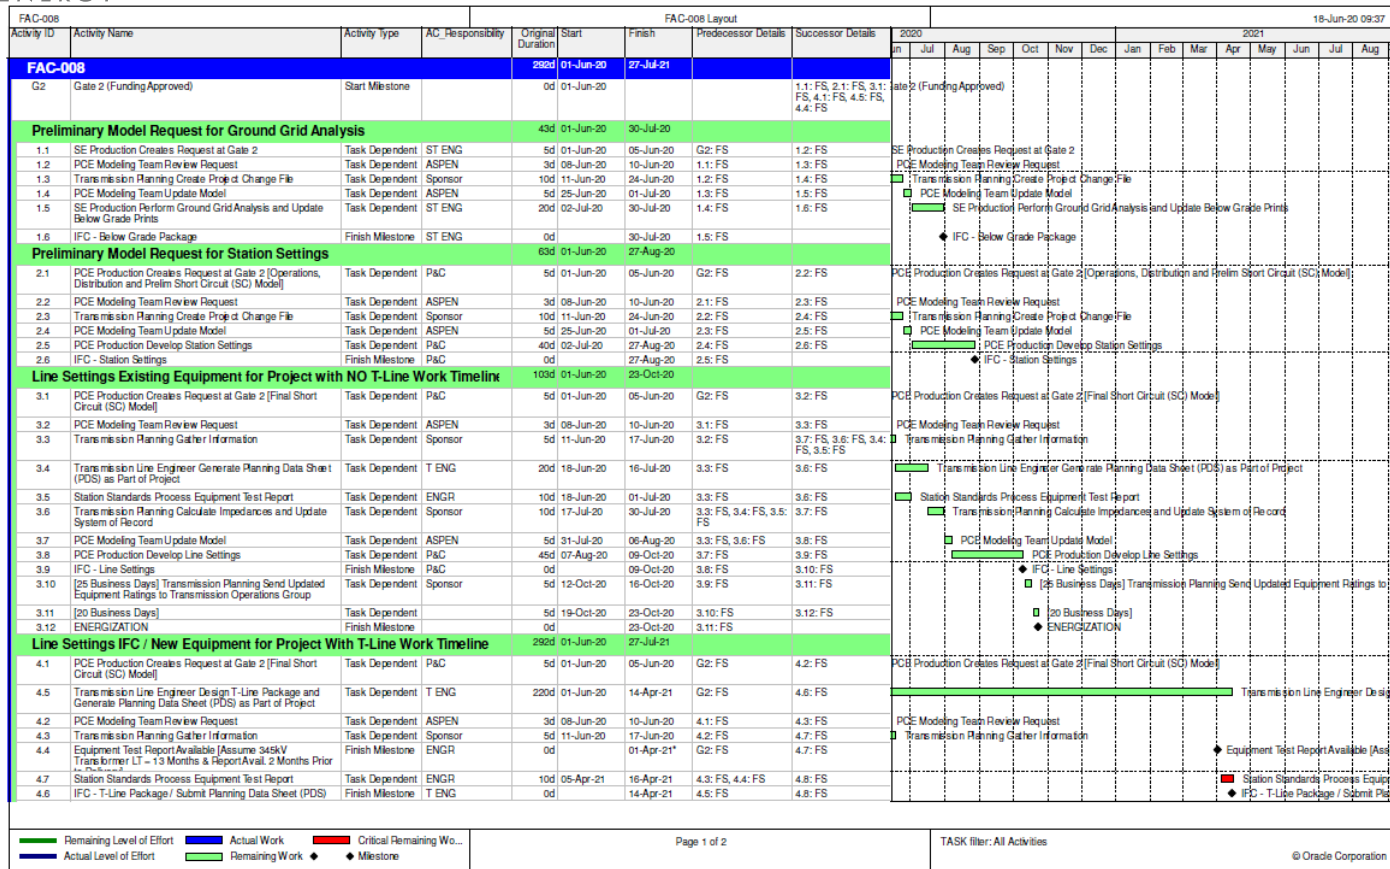 FAC-008 FAC-008 Layout 18-Jun-20 09:37
Activity ID Activity Name Activity Type AC_Responsibility Original Duration Start Finish Predecessor Details Successor Details 2020 2021
Jul Aug Sep Oct Nov Dec Jan Feb Mar Apr May Jun Jul Aug
FAC-008 292d 01-Jun-20 27-Jul-21
G2 Gate 2 (Funding Approved) Start Milestone 0d 01-Jun-20 1.1: FS, 2.1: FS, 3.1: ate 2 (Funding Approved)
FS, 4.1: FS, 4.5: FS,
4.4: FS
Preliminary Model Request for Ground Grid Analysis 43d 01-Jun-20 30-Jul-20
1.1 SE Production Creates Request at Gate 2 Task Dependent ST ENG 5d 01-Jun-20 05-Jun-20 G2: FS 1.2: FS SE Production Creates Request at Gate 2
1.2 PCE Modeling Team Review Request Task Dependent ASPEN 3d 08-Jun-20 10-Jun-20 1.1: FS 1.3: FS PCE Modeling Team Review Request
1.3 Transmission Planning Create Project Change File Task Dependent Sponsor 10d 11-Jun-20 24-Jun-20 1.2: FS 1.4: FS Transmission Planning Create Project Change File
1.4 PCE Modeling Team Update Model Task Dependent ASPEN 5d 25-Jun-20 01-Jul-20 1.3: FS 1.5: FS PCE Modeling Team Update Model
1.5 SE Production Perform Ground Grid Analysis and Update Task Dependent ST ENG 20d 02-Jul-20 30-Jul-20 1.4: FS 1.6: FS SE Production Perform Ground Grid Analysis and Update Below Grade Prints
Below Grade Prints
1.6 IFC - Below Grade Package Finish Milestone ST ENG 0d 30-Jul-20 1.5: FS IFC - Below Grade Package
Preliminary Model Request for Station Settings 63d 01-Jun-20 27-Aug-20
2.1 PCE Production Creates Request at Gate 2 [Operations, Task Dependent P&C 5d 01-Jun-20 05-Jun-20 G2: FS 2.2: FS PCE Production Creates Request at Gate 2 [Operations, Distribution and Prelim Short Circuit (SC) Model]
Distribution and Prelim Short Circuit (SC) Model]
2.2 PCE Modeling Team Review Request Task Dependent ASPEN 3d 08-Jun-20 10-Jun-20 2.1: FS 2.3: FS PCE Modeling Team Review Request
2.3 Transmission Planning Create Project Change File Task Dependent Sponsor 10d 11-Jun-20 24-Jun-20 2.2: FS 2.4: FS Transmission Planning Create Project Change File
2.4 PCE Modeling Team Update Model Task Dependent ASPEN 5d 25-Jun-20 01-Jul-20 2.3: FS 2.5: FS PCE Modeling Team Update Model
2.5 PCE Production Develop Station Settings Task Dependent P&C 40d 02-Jul-20 27-Aug-20 2.4: FS 2.6: FS PCE Production Develop Station Settings
2.6 IFC - Station Settings Finish Milestone P&C 0d 27-Aug-20 2.5: FS IFC - Station Settings
Line Settings Existing Equipment for Project with NO T-Line Work Timeline 103d 01-Jun-20 23-Oct-20
3.1 PCE Production Creates Request at Gate 2 [Final Short Task Dependent P&C 5d 01-Jun-20 05-Jun-20 G2: FS 3.2: FS PCE Production Creates Request at Gate 2 [Final Short Circuit (SC) Model]
Circuit (SC) Model]
3.2 PCE Modeling Team Review Request Task Dependent ASPEN 3d 08-Jun-20 10-Jun-20 3.1: FS 3.3: FS PCE Modeling Team Review Request
3.3 Transmission Planning Gather Information Task Dependent Sponsor 5d 11-Jun-20 17-Jun-20 3.2: FS 3.7: FS, 3.6: FS, 3.4: Transmission Planning Gather Information
FS, 3.5: FS
3.4 Transmission Line Engineer Generate Planning Data Sheet Task Dependent T ENG 20d 18-Jun-20 16-Jul-20 3.3: FS 3.6: FS Transmission Line Engineer Generate Planning Data Sheet (PDS) as Part of Project
(PDS) as Part of Project
3.5 Station Standards Process Equipment Test Report Task Dependent ENGR 10d 18-Jun-20 01-Jul-20 3.3: FS 3.6: FS Station Standards Process Equipment Test Report
3.6 Transmission Planning Calculate Impedances and Update Task Dependent Sponsor 10d 17-Jul-20 30-Jul-20 3.3: FS, 3.4: FS, 3.5: 3.7: FS Transmission Planning Calculate Impedances and Update System of Record
System of Record FS
3.7 PCE Modeling Team Update Model Task Dependent ASPEN 5d 31-Jul-20 06-Aug-20 3.3: FS, 3.6: FS 3.8: FS PCE Modeling Team Update Model
3.8 PCE Production Develop Line Settings Task Dependent P&C 45d 07-Aug-20 09-Oct-20 3.7: FS 3.9: FS PCE Production Develop Line Settings
3.9 IFC - Line Settings Finish Milestone P&C 0d 09-Oct-20 3.8: FS 3.10: FS IFC - Line Settings
3.10 [25 Business Days] Transmission Planning Send Updated Task Dependent Sponsor 5d 12-Oct-20 16-Oct-20 3.9: FS 3.11: FS [25 Business Days] Transmission Planning Send Updated Equipment Ratings to
Equipment Ratings to Transmission Operations Group
3.11 [20 Business Days] Task Dependent 5d 19-Oct-20 23-Oct-20 3.10: FS 3.12: FS [20 Business Days]
3.12 ENERGIZATION Finish Milestone 0d 23-Oct-20 3.11: FS ENERGIZATION
Line Settings IFC / New Equipment for Project With T-Line Work Timeline 292d 01-Jun-20 27-Jul-21
4.1 PCE Production Creates Request at Gate 2 [Final Short Task Dependent P&C 5d 01-Jun-20 05-Jun-20 G2: FS 4.2: FS PCE Production Creates Request at Gate 2 [Final Short Circuit (SC) Model]
Circuit (SC) Model]
4.5 Transmission Line Engineer Design T-Line Package and Task Dependent T ENG 220d 01-Jun-20 14-Apr-21 G2: FS 4.6: FS Transmission Line Engineer Desig
Generate Planning Data Sheet (PDS) as Part of Project
4.2 PCE Modeling Team Review Request Task Dependent ASPEN 3d 08-Jun-20 10-Jun-20 4.1: FS 4.3: FS PCE Modeling Team Review Request
4.3 Transmission Planning Gather Information Task Dependent Sponsor 5d 11-Jun-20 17-Jun-20 4.2: FS 4.7: FS Transmission Planning Gather Information
4.4 Equipment Test Report Available [Assume 345kV Finish Milestone ENGR 0d 01-Apr-21* G2: FS 4.7: FS Equipment Test Report Available [Ass
Transformer LT – 13 Months & Report Avail. 2 Months Prior
4.7 Station Standards Process Equipment Test Report Task Dependent ENGR 10d 05-Apr-21 16-Apr-21 4.3: FS, 4.4: FS 4.8: FS Station Standards Process Equip
4.6 IFC - T-Line Package / Submit Planning Data Sheet (PDS) Finish Milestone T ENG 0d 14-Apr-21 4.5: FS 4.8: FS IFC - T-Line Package / Submit Pla
Remaining Level of Effort Actual Work Critical Remaining Wo... Page 1 of 2 TASK filter: All Activities
Actual Level of Effort Remaining Work Milestone
© Oracle Corporation